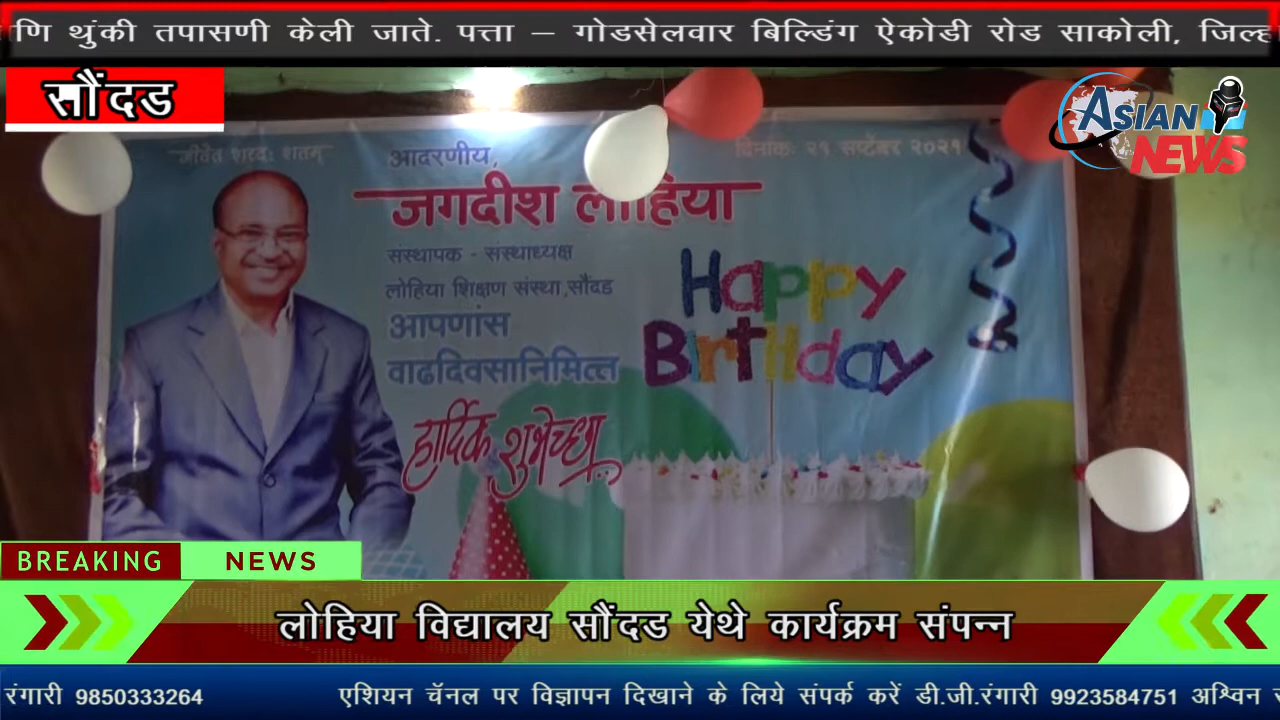 णि थुंकी तपासणी केली जाते. पत्ता – गोडसेलवार बिल्डिंग ऐकोडी रोड साकोली, जिल्ह
सौंदड
ASIAN
NEWS
जीवेत शरदः शतम्
आदरणीय,
दिनांकः २१ सप्टेंबर २०२१
जगदीश लोहिया
संस्थापक - संस्थाध्यक्ष
लोहिया शिक्षण संस्था,सौंदड
आपणांस
वाढदिवसानिमित्त
हार्दिक शुभेच्छा
Happy
Birthday
BREAKING NEWS
लोहिया विद्यालय सौंदड येथे कार्यक्रम संपन्न
रंगारी 9850333264 एशियन चॅनल पर विज्ञापन दिखाने के लिये संपर्क करें डी.जी.रंगारी 9923584751 अश्विन